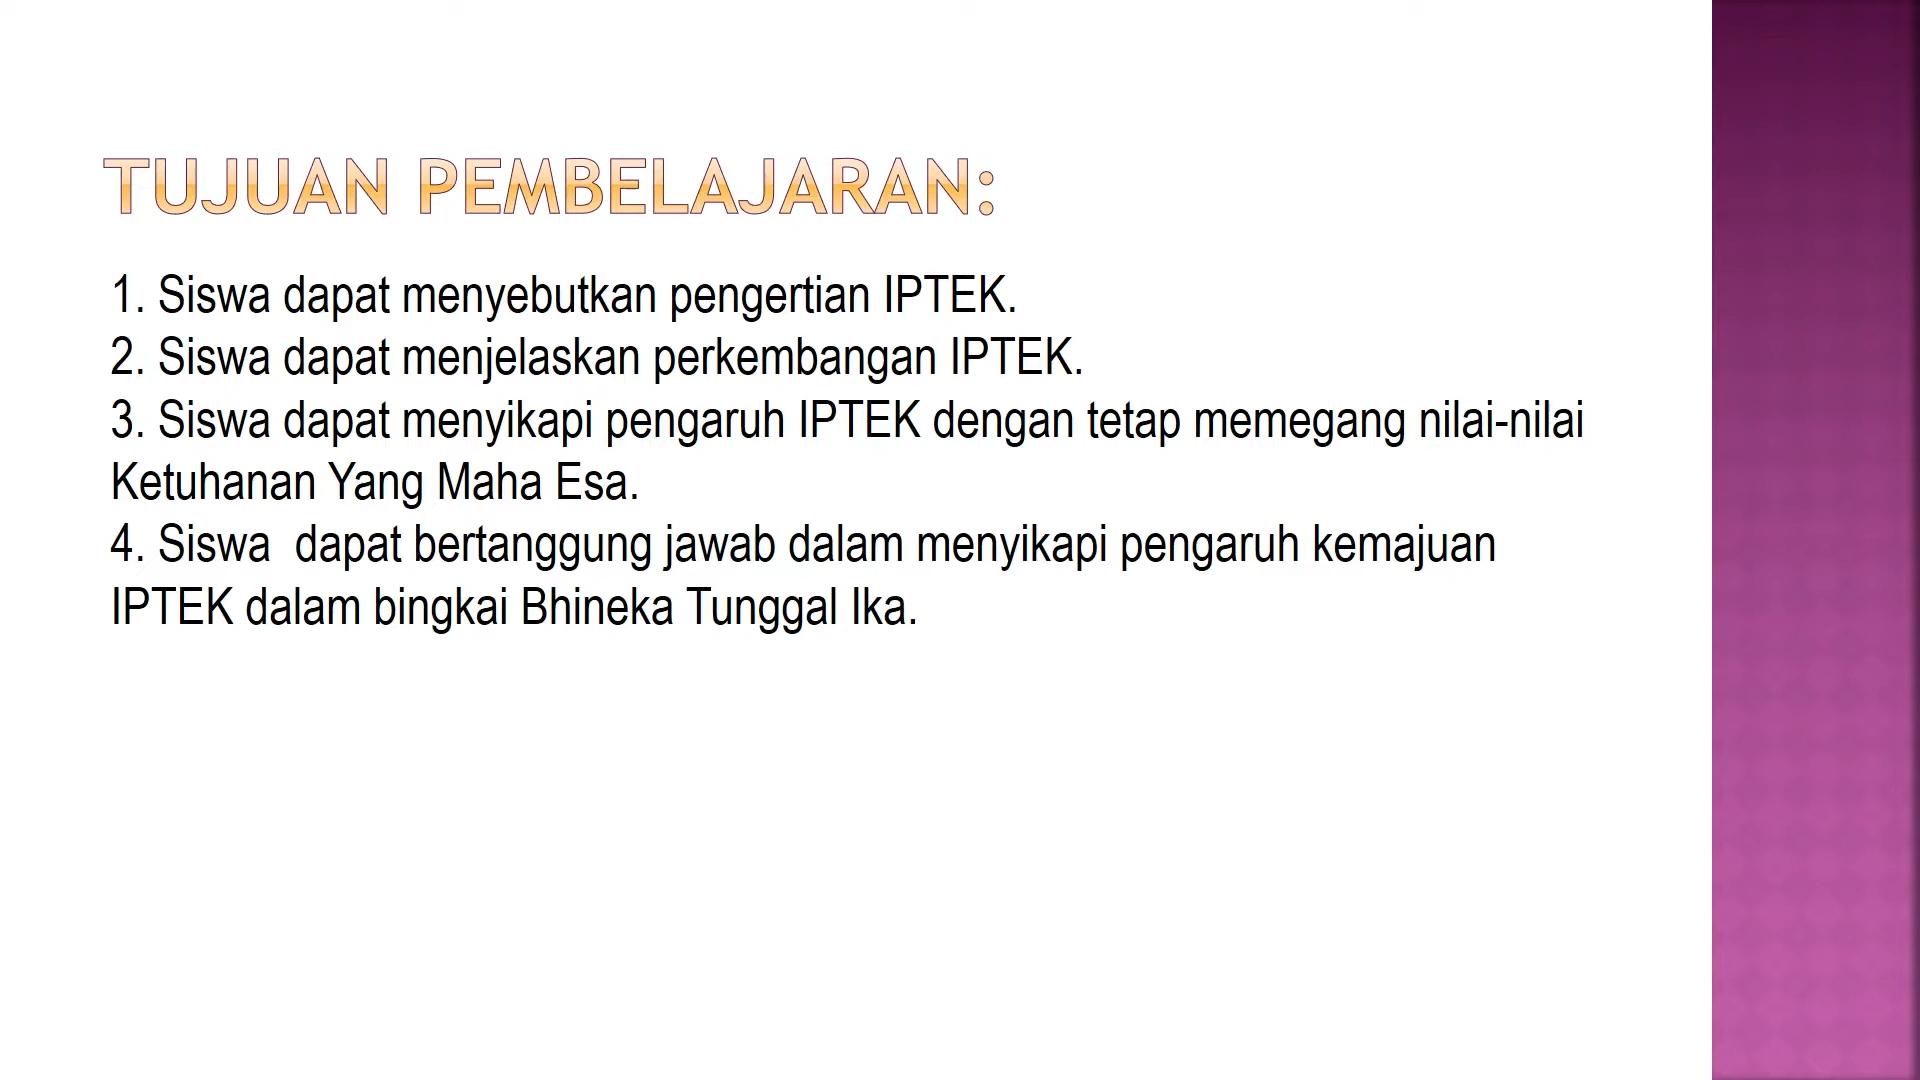 TUJUAN PEMBELAJARAN:
1. Siswa dapat menyebutkan pengertian IPTEK.
2. Siswa dapat menjelaskan perkembangan IPTEK.
3. Siswa dapat menyikapi pengaruh IPTEK dengan tetap memegang nilai-nilai
Ketuhanan Yang Maha Esa.
4. Siswa  dapat bertanggung jawab dalam menyikapi pengaruh kemajuan
IPTEK dalam bingkai Bhineka Tunggal Ika.